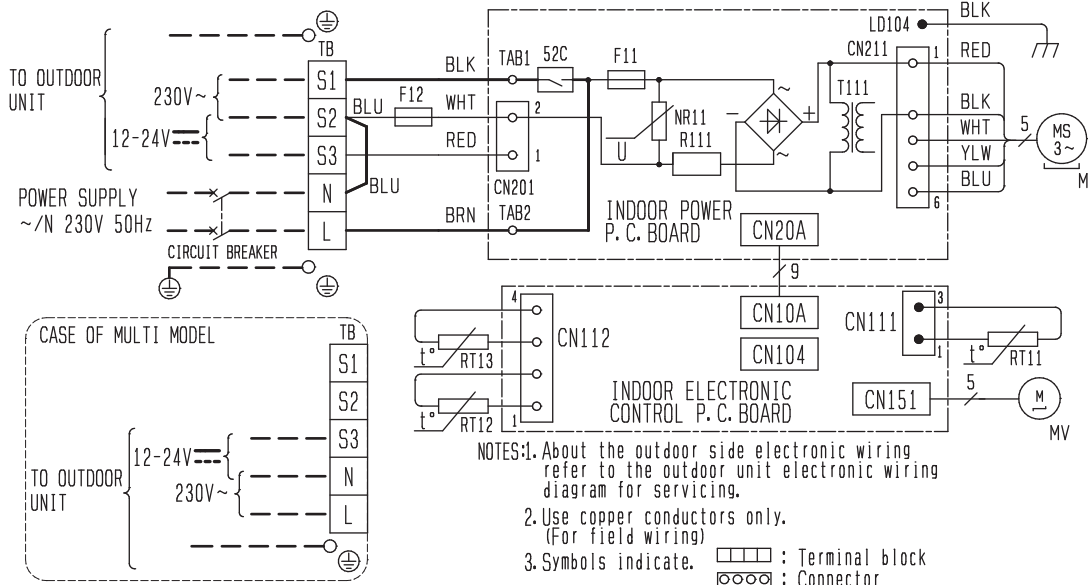 TO OUTDOOR
UNIT
230V~
12-24V
POWER SUPPLY
~/N 230V 50Hz
CIRCUIT BREAKER
TB
S1
S2
S3
N
L
BLU
F12
BLU
BLK
WHT
RED
BRN
TAB1
52C
2
1
CN201
TAB2
F11
NR11
U
R111
~
−
+
~
T111
INDOOR POWER
P.C.BOARD
LD104
BLK
CN211
1
6
RED
BLK
WHT
YLW
BLU
5
MS
3~
M
CN20A
9
CN10A
CN104
CN112
4
1
t°
RT13
t°
RT12
CN111
3
1
t°
RT11
CN151
5
M
MV
INDOOR ELECTRONIC
CONTROL P.C.BOARD
CASE OF MULTI MODEL
TB
S1
S2
S3
N
L
TO OUTDOOR
UNIT
12-24V
230V~
NOTES:1. About the outdoor side electronic wiring
refer to the outdoor unit electronic wiring
diagram for servicing.
2. Use copper conductors only.
(For field wiring)
3. Symbols indicate.
: Terminal block
: Connector